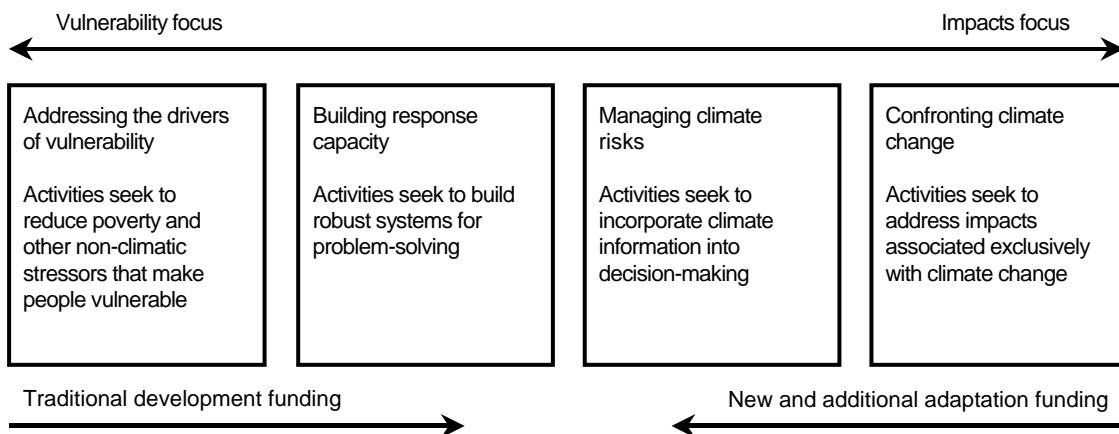 Vulnerability focus
Impacts focus
Addressing the drivers
of vulnerability
Activities seek to
reduce poverty and
other non-climatic
stressors that make
people vulnerable
Building response
capacity
Activities seek to build
robust systems for
problem-solving
Managing climate
risks
Activities seek to
incorporate climate
information into
decision-making
Confronting climate
change
Activities seek to
address impacts
associated exclusively
with climate change
Traditional development funding
New and additional adaptation funding